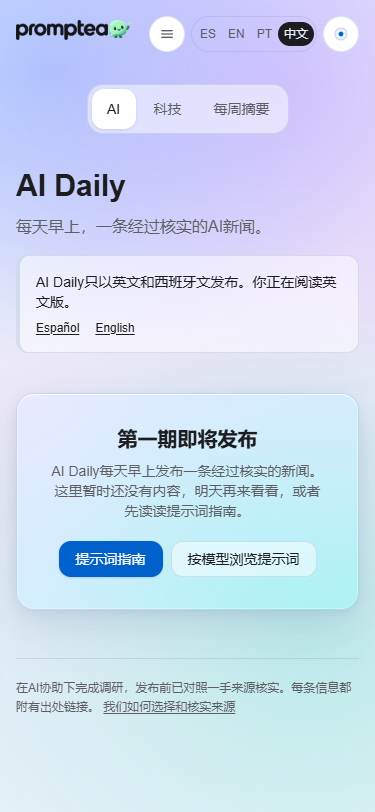 promptea
ES EN PT 中文
AI 科技 每周摘要
AI Daily
每天早上，一条经过核实的AI新闻。
AI Daily只以英文和西班牙文发布。你正在阅读英
文版。
Español English
第一期即将发布
AI Daily每天早上发布一条经过核实的新闻。
这里暂时还没有内容，明天再来看看，或者
先读读提示词指南。
提示词指南 按模型浏览提示词
在AI协助下完成调研，发布前已对照一手来源核实。每条信息都
附有出处链接。 我们如何选择和核实来源